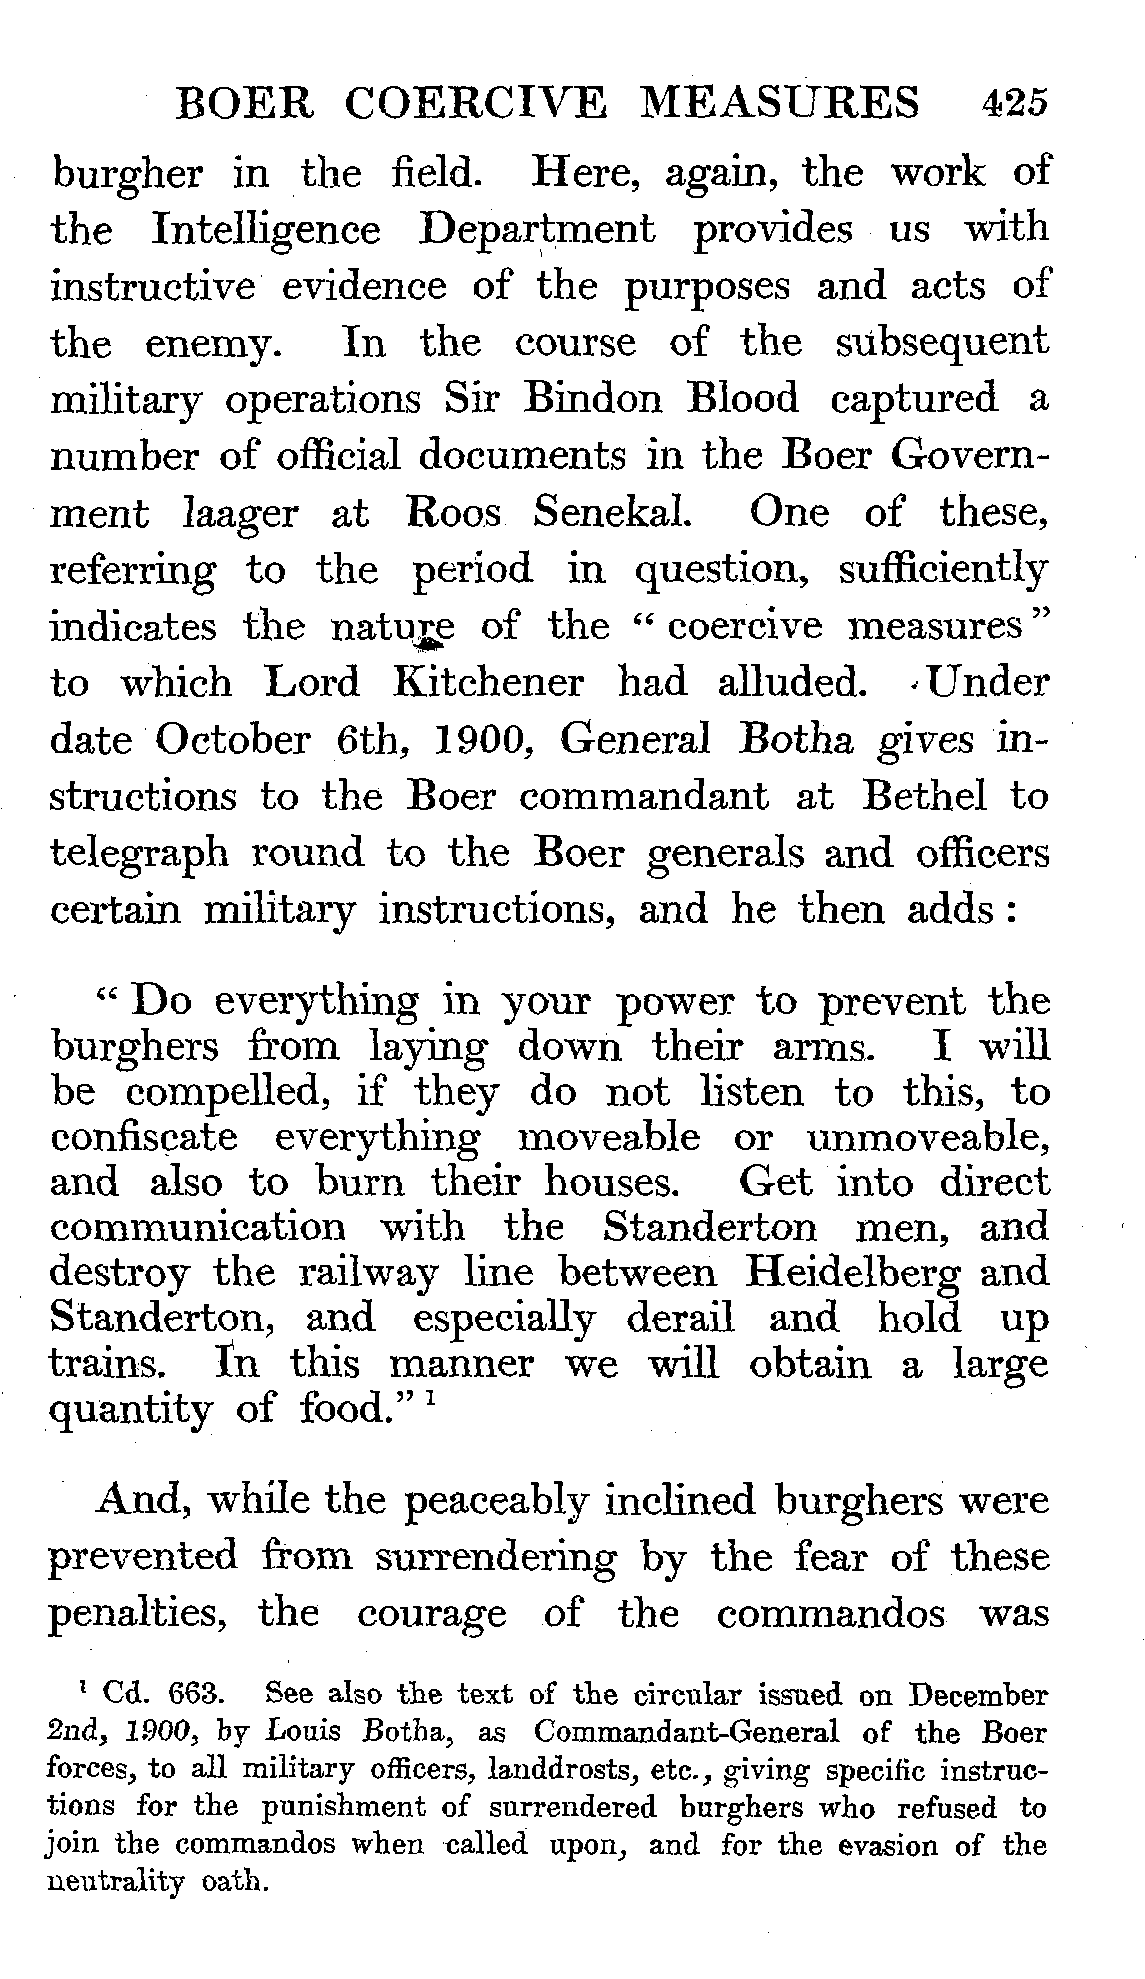 BOER COERCIVE MEASURES 425
burgher in the field. Here, again, the work of
the Intelligence Department provides us with
instructive evidence of the purposes and acts of
the enemy. In the course of the subsequent
military operations Sir Bindon Blood captured a
number of official documents in the Boer Govern-
ment laager at Roos Senekal. One of these,
referring to the period in question, sufficiently
indicates the nature of the “ coercive measures ”
to which Lord Kitchener had alluded. Under
date October 6th, 1900, General Botha gives in-
structions to the Boer commandant at Bethel to
telegraph round to the Boer generals and officers
certain military instructions, and he then adds :
“ Do everything in your power to prevent the
burghers from laying down their arms. I will
be compelled, if they do not listen to this, to
confiscate everything moveable or unmoveable,
and also to burn their houses. Get into direct
communication with the Standerton men, and
destroy the railway line between Heidelberg and
Standerton, and especially derail and hold up
trains. In this manner we will obtain a large
quantity of food.” ¹
And, while the peaceably inclined burghers were
prevented from surrendering by the fear of these
penalties, the courage of the commandos was
¹ Cd. 663. See also the text of the circular issued on December
2nd, 1900, by Louis Botha, as Commandant-General of the Boer
forces, to all military officers, landdrosts, etc., giving specific instruc-
tions for the punishment of surrendered burghers who refused to
join the commandos when called upon, and for the evasion of the
neutrality oath.